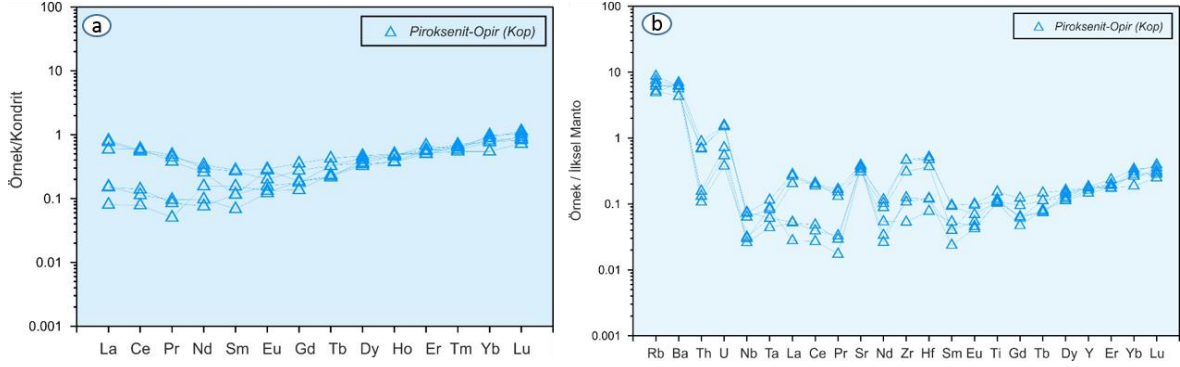 a
Piroksenit-Opir (Kop)
100
10
1
0.1
0.01
0.001
Örnek/Kondrit
La Ce Pr Nd Sm Eu Gd Tb Dy Ho Er Tm Yb Lu
b
Piroksenit-Opir (Kop)
100
10
1
0.1
0.01
0.001
Örnek / İlksel Manto
Rb Ba Th U Nb Ta La Ce Pr Sr Nd Zr Hf Sm Eu Ti Gd Tb Dy Y Er Yb Lu